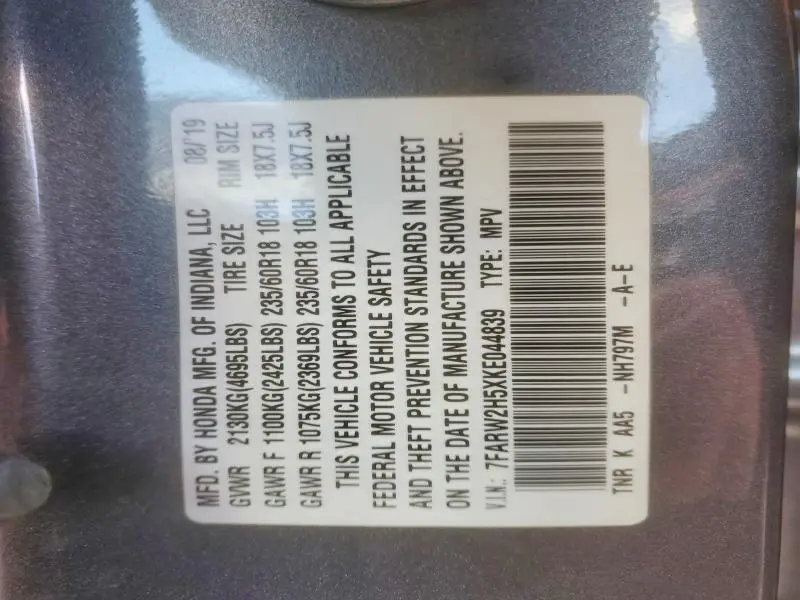 MFD. BY HONDA MFG. OF INDIANA, LLC 08/'19
GVWR 2130KG(4695LBS) TIRE SIZE RIM SIZE
GAWR F 1100KG(2425LBS) 235/60R18 103H 18X7.5J
GAWR R 1075KG(2369LBS) 235/60R18 103H 18X7.5J
THIS VEHICLE CONFORMS TO ALL APPLICABLE
FEDERAL MOTOR VEHICLE SAFETY
AND THEFT PREVENTION STANDARDS IN EFFECT
ON THE DATE OF MANUFACTURE SHOWN ABOVE.
V.I.N.: 7FARW2H5XKE044839 TYPE: MPV
TNR K AA5 -NH797M -A-E